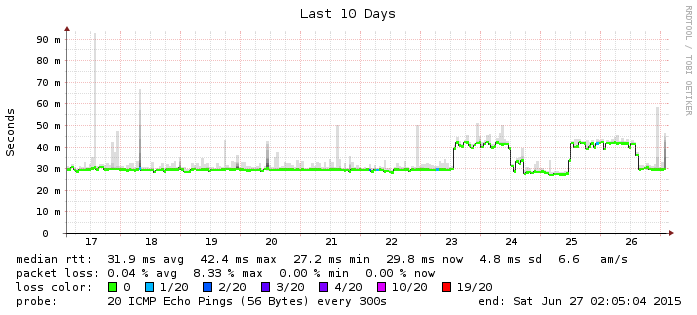 Last 10 Days
RRDTOOL / TOBI OETIKER
Seconds
90 m
80 m
70 m
60 m
50 m
40 m
30 m
20 m
10 m
0
17 18 19 20 21 22 23 24 25 26
median rtt: 31.9 ms avg 42.4 ms max 27.2 ms min 29.8 ms now 4.8 ms sd 6.6 am/s
packet loss: 0.04 % avg 8.33 % max 0.00 % min 0.00 % now
loss color: 0 1/20 2/20 3/20 4/20 10/20 19/20
probe: 20 ICMP Echo Pings (56 Bytes) every 300s end: Sat Jun 27 02:05:04 2015